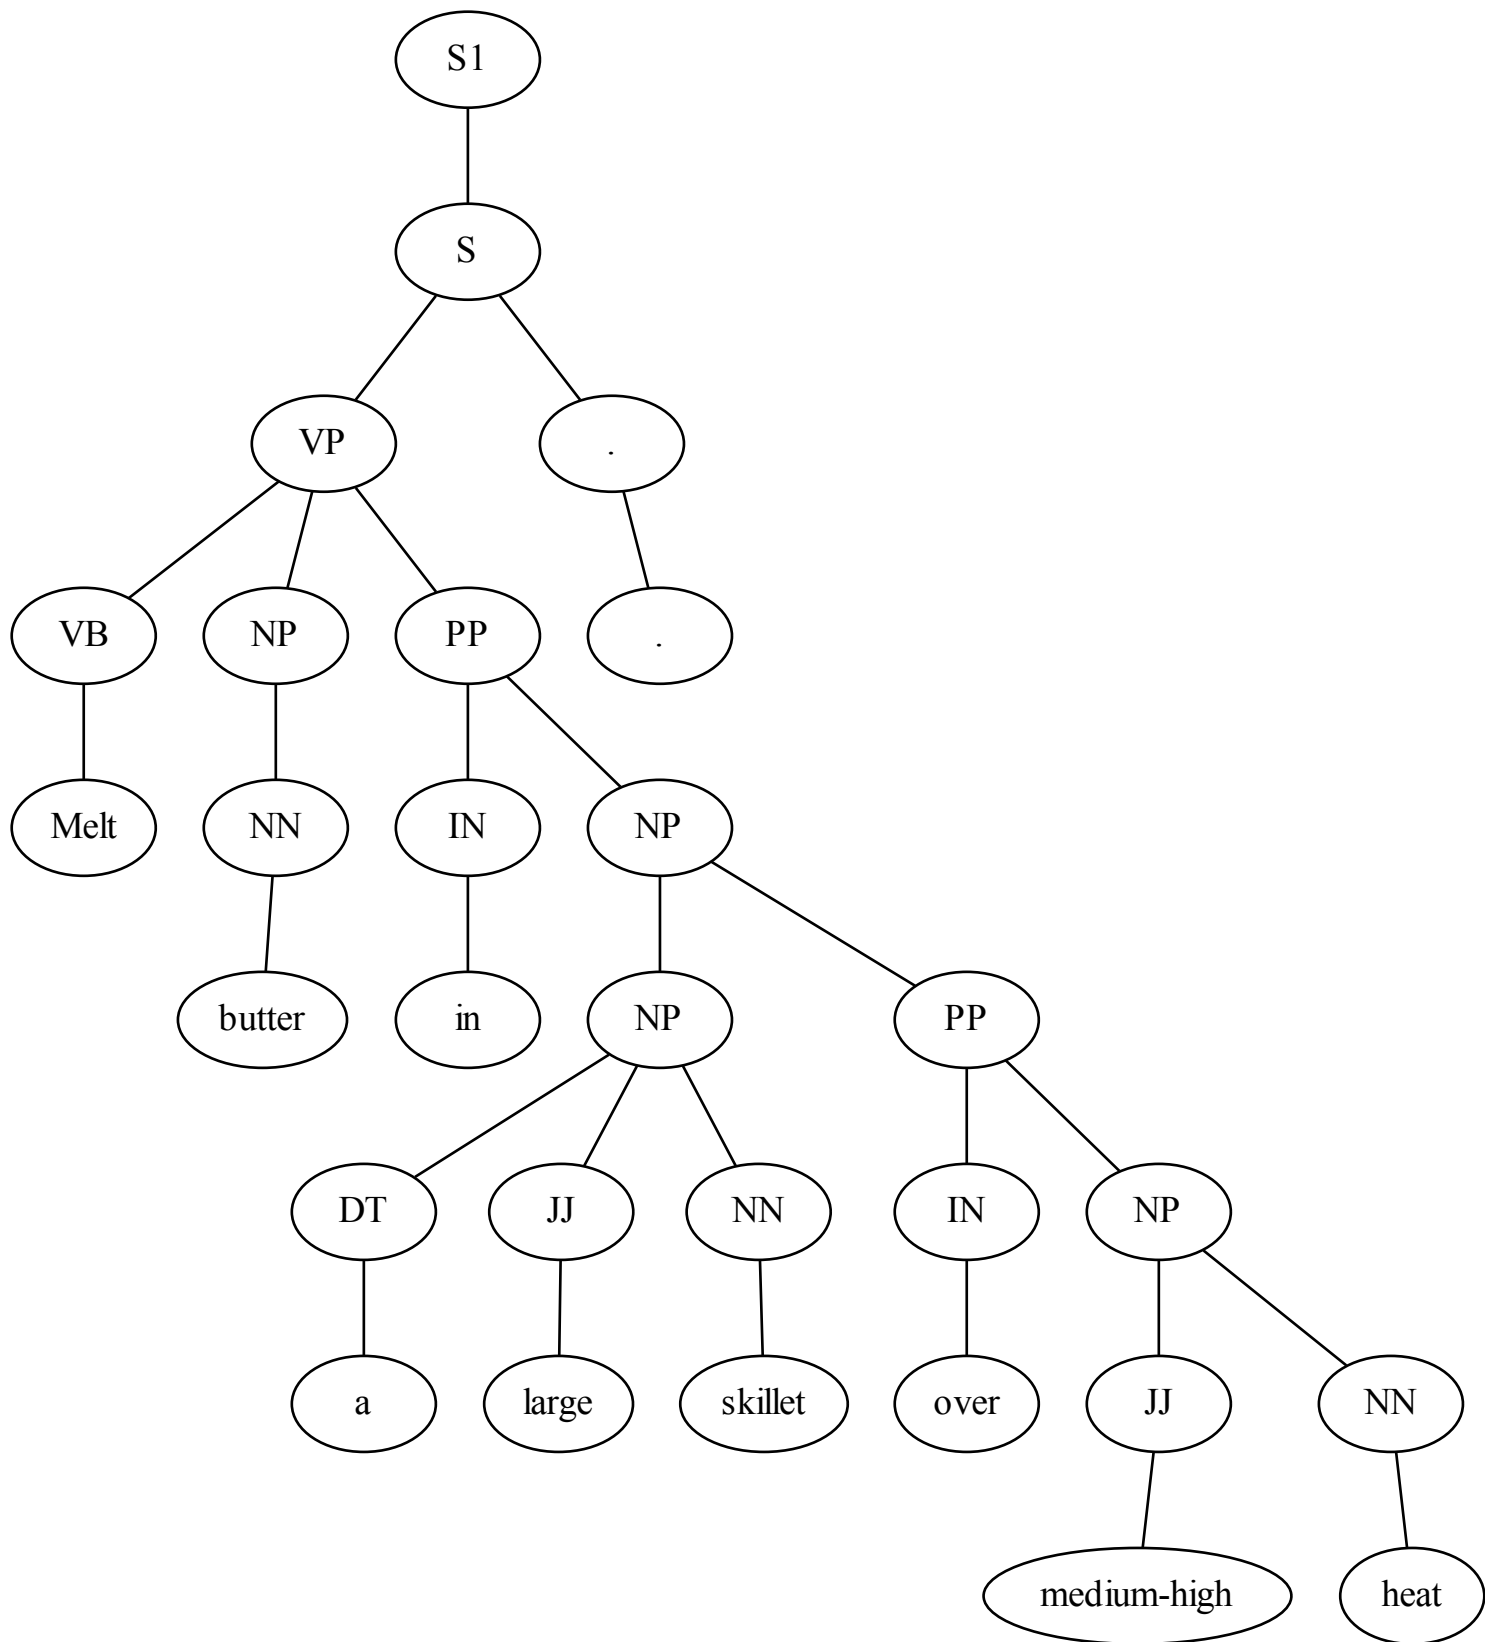 S1
S
VP .
VB NP PP .
Melt NN IN NP
butter in NP PP
DT JJ NN IN NP
a large skillet over JJ NN
medium-high heat